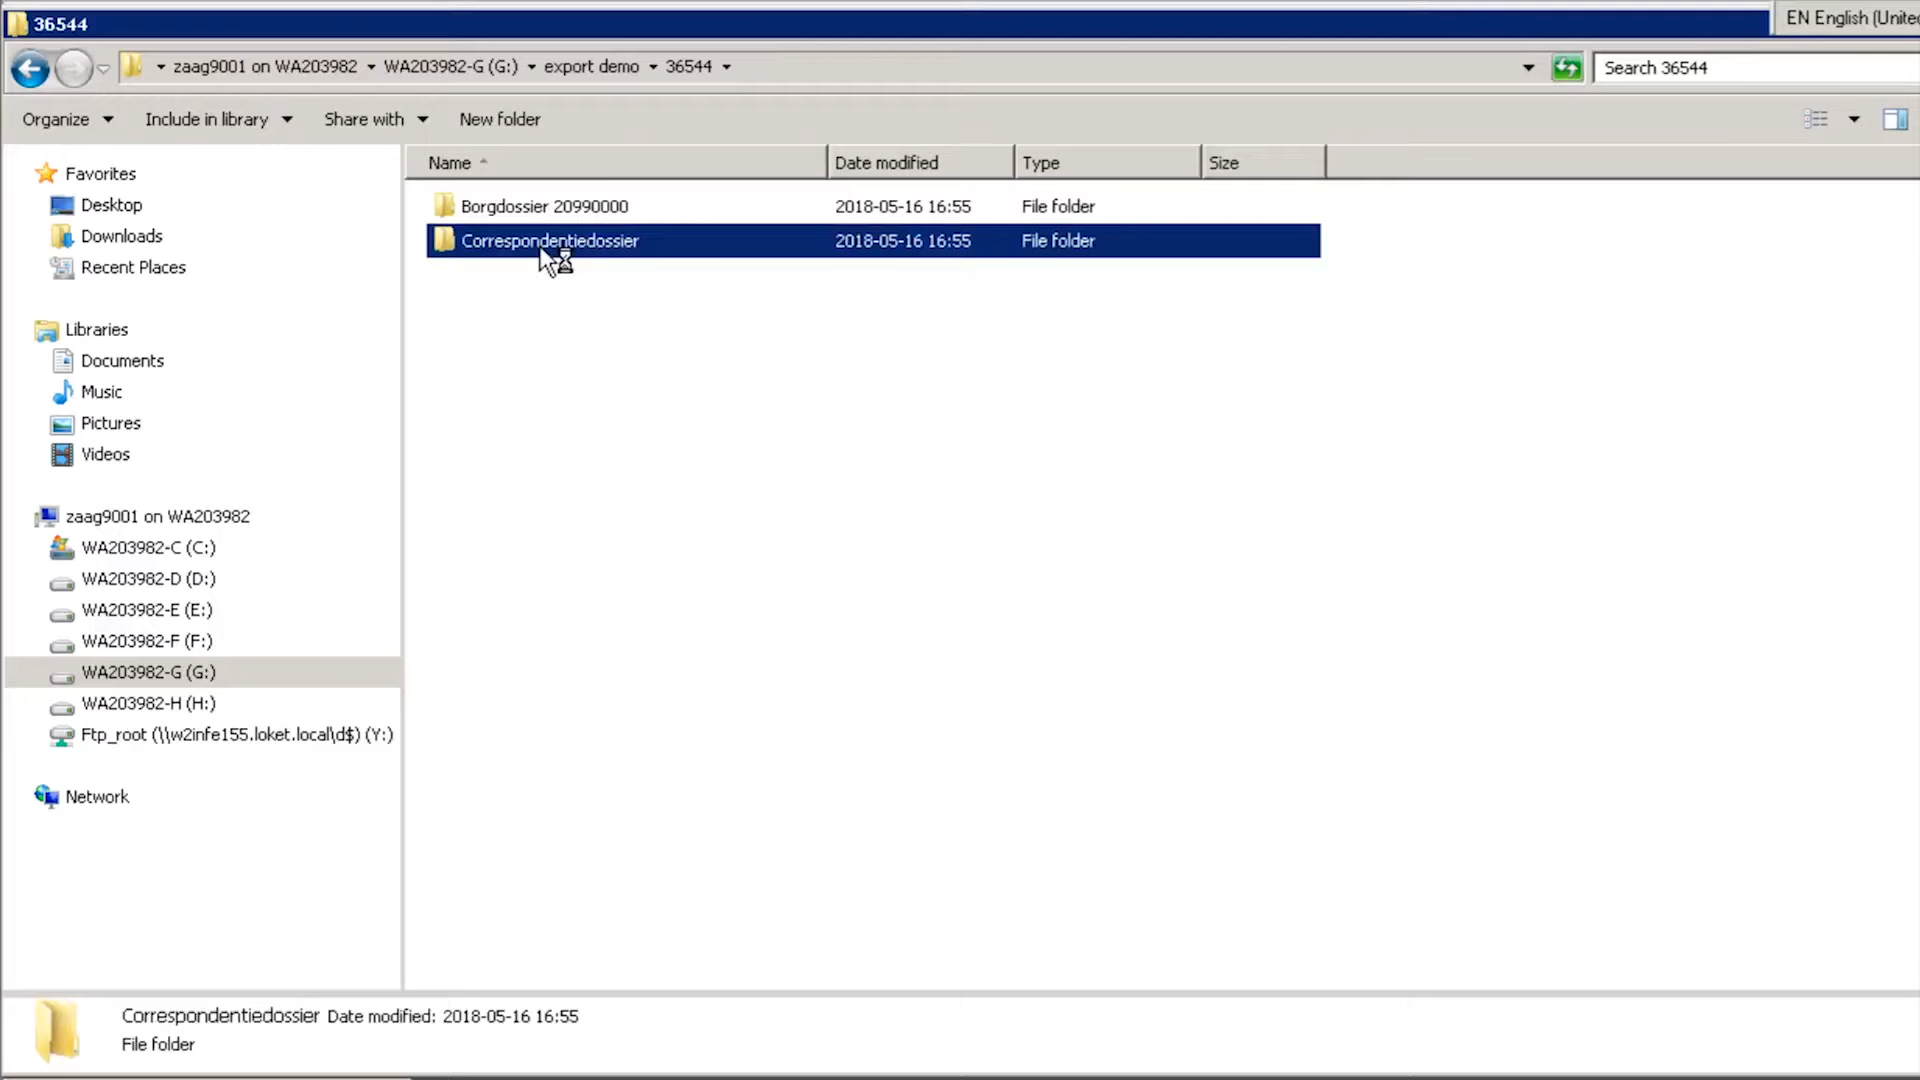 36544
EN English (Unite
zaag9001 on WA203982 WA203982-G (G:) export demo 36544
Search 36544
Organize Include in library Share with New folder
Name Date modified Type Size
Favorites
Desktop
Downloads
Recent Places
Libraries
Documents
Music
Pictures
Videos
zaag9001 on WA203982
WA203982-C (C:)
WA203982-D (D:)
WA203982-E (E:)
WA203982-F (F:)
WA203982-G (G:)
WA203982-H (H:)
Ftp_root (\\w2infe155.loket.local\d$) (Y:)
Network
Borgdossier 20990000 2018-05-16 16:55 File folder
Correspondentiedossier 2018-05-16 16:55 File folder
Correspondentiedossier Date modified: 2018-05-16 16:55
File folder